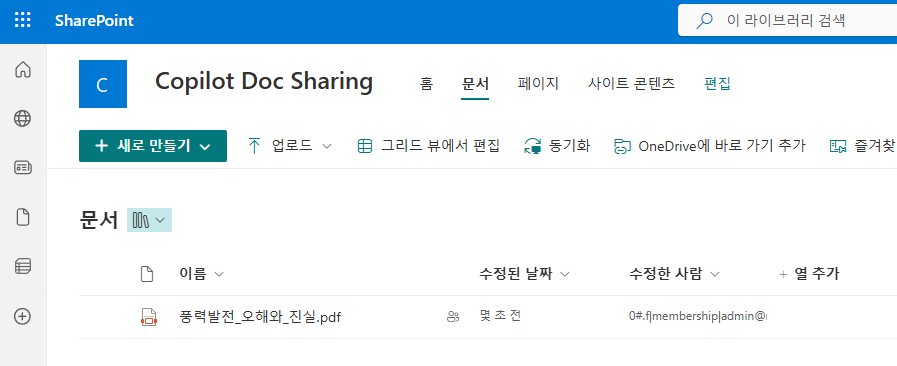 SharePoint
이 라이브러리 검색
C
Copilot Doc Sharing
홈 문서 페이지 사이트 콘텐츠 편집
+ 새로 만들기 업로드 그리드 뷰에서 편집 동기화 OneDrive에 바로 가기 추가 즐겨찾
문서
이름 수정된 날짜 수정한 사람 + 열 추가
풍력발전_오해와_진실.pdf 몇 초 전 0#.f|membership|admin@